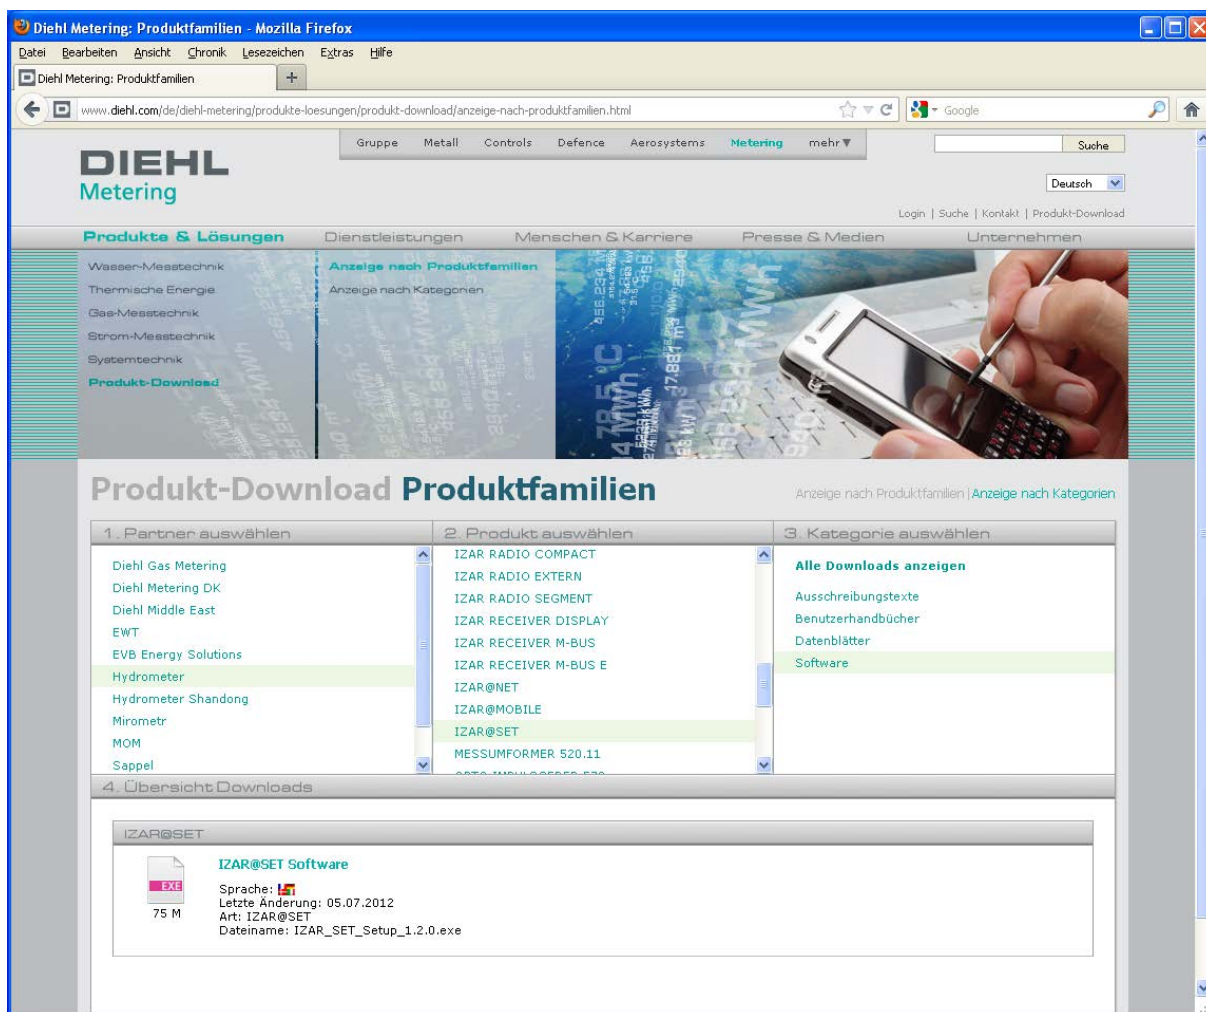 Diehl Metering: Produktfamilien - Mozilla Firefox
Datei Bearbeiten Ansicht Chronik Lesezeichen Extras Hilfe
Diehl Metering: Produktfamilien
www.diehl.com/de/diehl-metering/produkte-loesungen/produkt-download/anzeige-nach-produktfamilien.html Google
Gruppe Metall Controls Defence Aerosystems Metering mehr
Suche
DIEHL
Metering
Deutsch
Login | Suche | Kontakt | Produkt-Download
Produkte & Lösungen Dienstleistungen Menschen & Karriere Presse & Medien Unternehmen
Wasser-Messtechnik
Thermische Energie
Gas-Messtechnik
Strom-Messtechnik
Systemtechnik
Produkt-Download
Anzeige nach Produktfamilien
Anzeige nach Kategorien
Produkt-Download Produktfamilien
Anzeige nach Produktfamilien | Anzeige nach Kategorien
1. Partner auswählen
Diehl Gas Metering
Diehl Metering DK
Diehl Middle East
EWT
EVB Energy Solutions
Hydrometer
Hydrometer Shandong
Mirometr
MOM
Sappel
2. Produkt auswählen
IZAR RADIO COMPACT
IZAR RADIO EXTERN
IZAR RADIO SEGMENT
IZAR RECEIVER DISPLAY
IZAR RECEIVER M-BUS
IZAR RECEIVER M-BUS E
IZAR@NET
IZAR@MOBILE
IZAR@SET
MESSUMFORMER 520.11
3. Kategorie auswählen
Alle Downloads anzeigen
Ausschreibungstexte
Benutzerhandbücher
Datenblätter
Software
4. Übersicht Downloads
IZAR@SET
EXE
75 M
IZAR@SET Software
Sprache:
Letzte Änderung: 05.07.2012
Art: IZAR@SET
Dateiname: IZAR_SET_Setup_1.2.0.exe